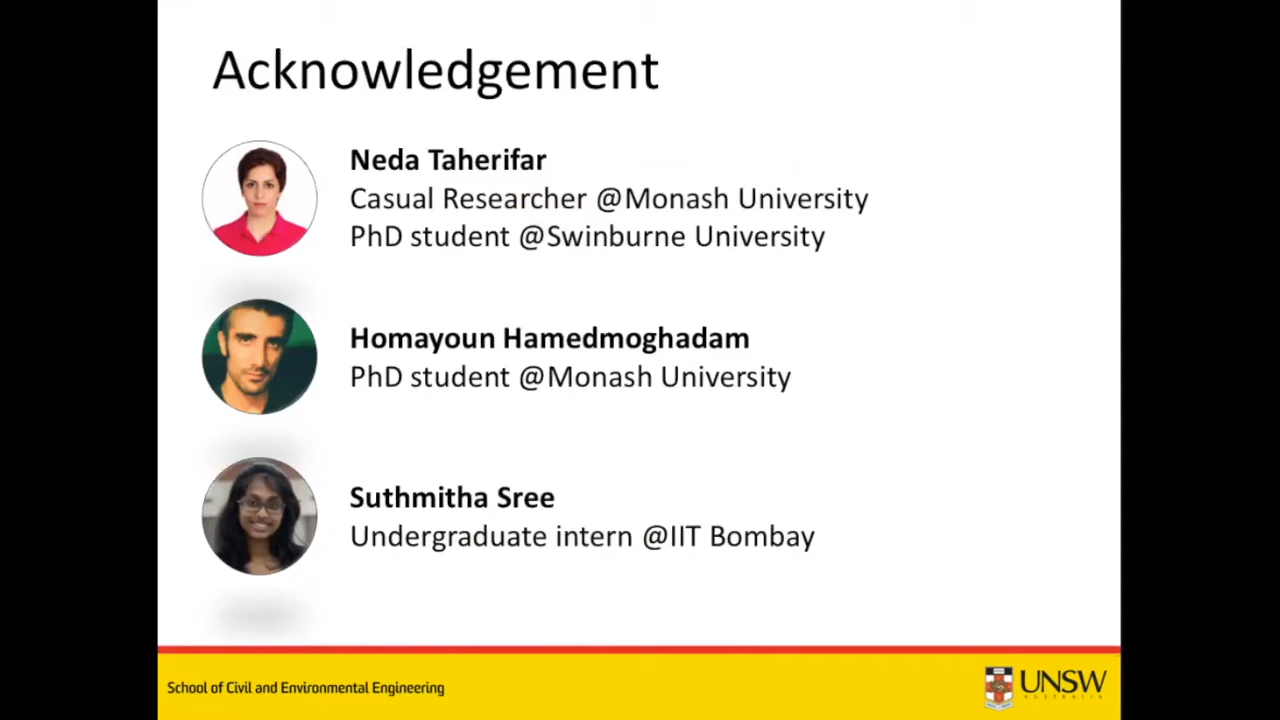 Acknowledgement
Neda Taherifar
Casual Researcher @Monash University
PhD student @Swinburne University
Homayoun Hamedmoghadam
PhD student @Monash University
Suthmitha Sree
Undergraduate intern @IIT Bombay
School of Civil and Environmental Engineering
UNSW
AUSTRALIA